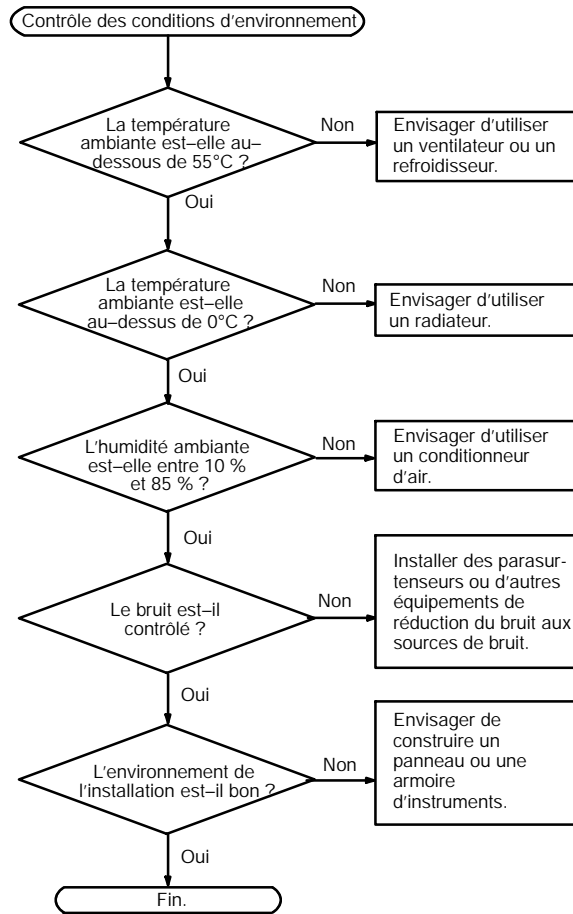 Contrôle des conditions d'environnement
La température
ambiante est–elle au–
dessous de 55°C ?
Non
Envisager d'utiliser
un ventilateur ou un
refroidisseur.
Oui
La température
ambiante est–elle
au–dessus de 0°C ?
Non
Envisager d'utiliser
un radiateur.
Oui
L'humidité ambiante
est–elle entre 10 %
et 85 % ?
Non
Envisager d'utiliser
un conditionneur
d'air.
Oui
Le bruit est–il
contrôlé ?
Non
Installer des parasur-
tenseurs ou d'autres
équipements de
réduction du bruit aux
sources de bruit.
Oui
L'environnement de
l'installation est–il bon ?
Non
Envisager de
construire un
panneau ou une
armoire
d'instruments.
Oui
Fin.